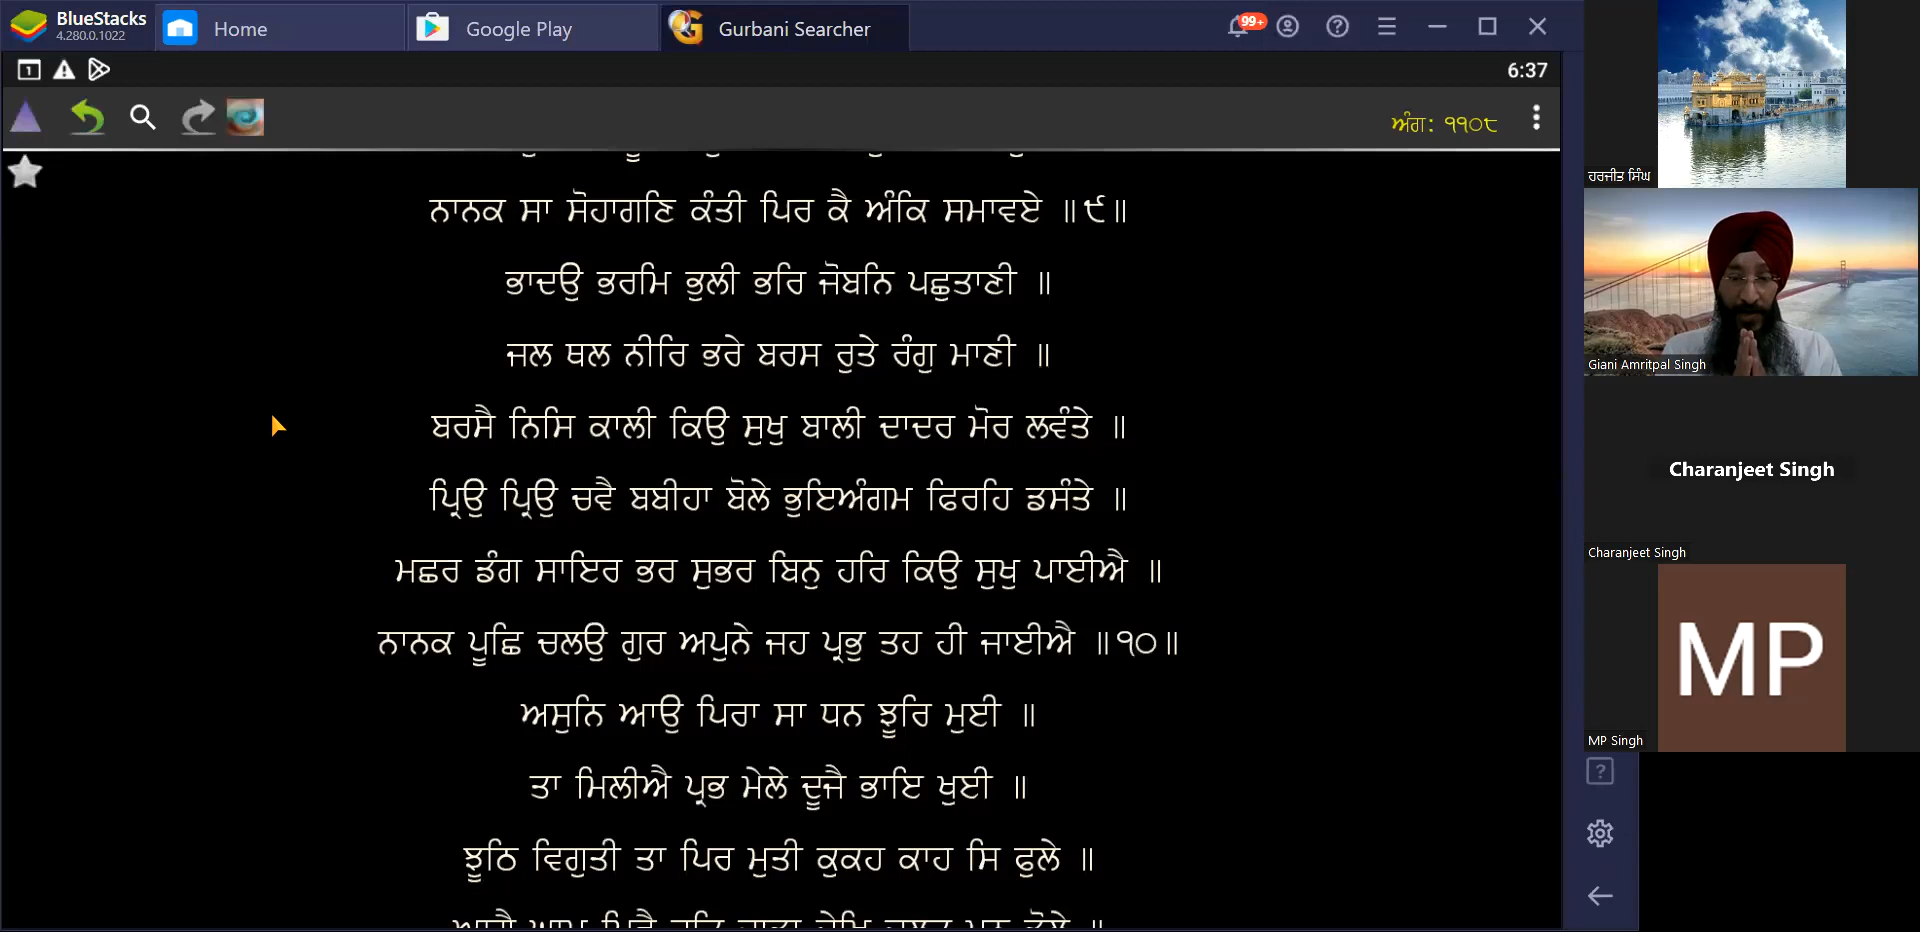 BlueStacks
4.280.0.1022
Home
Google Play
Gurbani Searcher
99+
6:37
ਅੰਗ: ੧੧੦੮
ਨਾਨਕ ਸਾ ਸੋਹਾਗਣਿ ਕੰਤੀ ਪਿਰ ਕੈ ਅੰਕਿ ਸਮਾਵਏ ॥੯॥
ਭਾਦਉ ਭਰਮਿ ਭੁਲੀ ਭਰਿ ਜੋਬਨਿ ਪਛੁਤਾਣੀ ॥
ਜਲ ਥਲ ਨੀਰਿ ਭਰੇ ਬਰਸ ਰੁਤੇ ਰੰਗੁ ਮਾਣੀ ॥
ਬਰਸੈ ਨਿਸਿ ਕਾਲੀ ਕਿਉ ਸੁਖੁ ਬਾਲੀ ਦਾਦਰ ਮੋਰ ਲਵੰਤੇ ॥
ਪ੍ਰਿਉ ਪ੍ਰਿਉ ਚਵੈ ਬਬੀਹਾ ਬੋਲੇ ਭੁਇਅੰਗਮ ਫਿਰਹਿ ਡਸੰਤੇ ॥
ਮਛਰ ਡੰਗ ਸਾਇਰ ਭਰ ਸੁਭਰ ਬਿਨੁ ਹਰਿ ਕਿਉ ਸੁਖੁ ਪਾਈਐ ॥
ਨਾਨਕ ਪੂਛਿ ਚਲਉ ਗੁਰ ਅਪੁਨੇ ਜਹ ਪ੍ਰਭੁ ਤਹ ਹੀ ਜਾਈਐ ॥੧੦॥
ਅਸੁਨਿ ਆਉ ਪਿਰਾ ਸਾ ਧਨ ਝੂਰਿ ਮੁਈ ॥
ਤਾ ਮਿਲੀਐ ਪ੍ਰਭ ਮੇਲੇ ਦੂਜੈ ਭਾਇ ਖੁਈ ॥
ਝੂਠਿ ਵਿਗੁਤੀ ਤਾ ਪਿਰ ਮੁਤੀ ਕੁਕਹ ਕਾਹ ਸਿ ਫੁਲੇ ॥
ਹਰਜੀਤ ਸਿੰਘ
Giani Amritpal Singh
Charanjeet Singh
Charanjeet Singh
MP
MP Singh